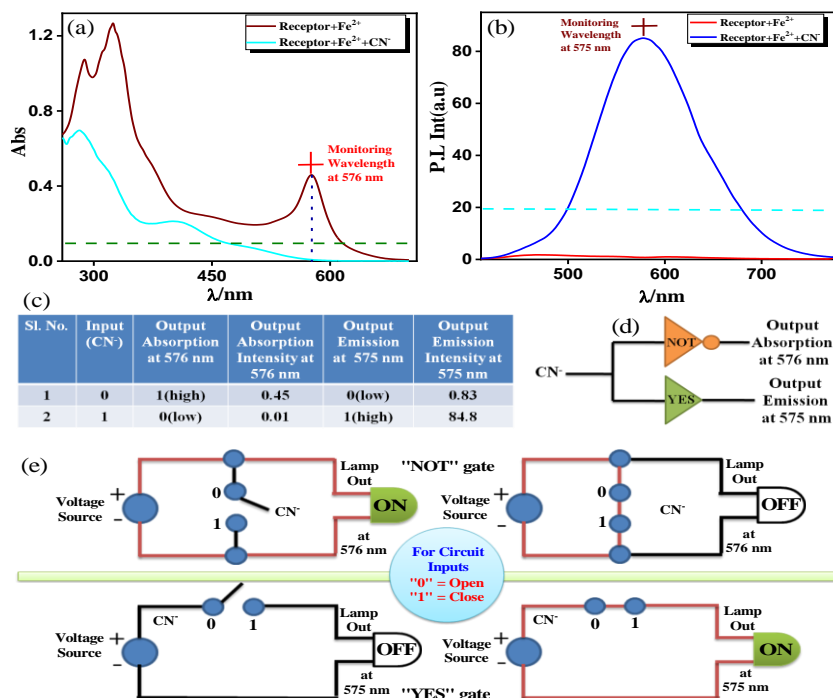 (a)
Receptor+Fe²⁺
Receptor+Fe²⁺+CN⁻
Monitoring
Wavelength
at 576 nm
Abs
1.2
0.8
0.4
0.0
300
450
600
λ/nm
(b)
Monitoring
Wavelength
at 575 nm
Receptor+Fe²⁺
Receptor+Fe²⁺+CN⁻
P.L Int(a.u)
80
60
40
20
0
500
600
700
λ/nm
(c)
Sl. No. Input (CN-) Output Absorption at 576 nm Output Absorption Intensity at 576 nm Output Emission at 575 nm Output Emission Intensity at 575 nm
1 0 1(high) 0.45 0(low) 0.83
2 1 0(low) 0.01 1(high) 84.8
(d)
CN-
NOT
Output
Absorption
at 576 nm
YES
Output
Emission
at 575 nm
(e)
Voltage
Source
+
−
0
1
CN-
Lamp
Out
ON
at
576 nm
"NOT" gate
Voltage
Source
+
−
0
1
CN-
Lamp
Out
OFF
at
576 nm
For Circuit
Inputs
"0" = Open
"1" = Close
Voltage
Source
+
−
CN-
0
1
Lamp
Out
OFF
at
575 nm
"YES" gate
Voltage
Source
+
−
CN-
0
1
Lamp
Out
ON
at
575 nm